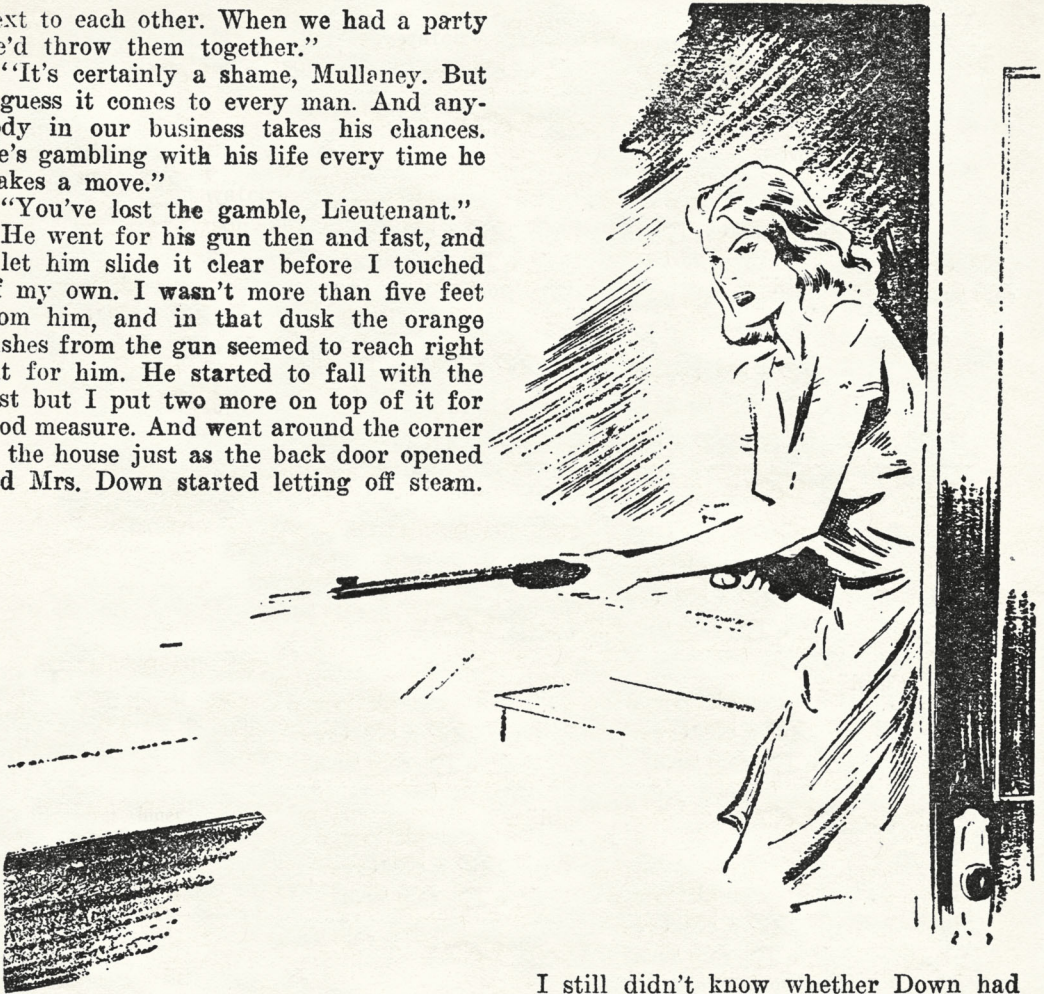 ext to each other. When we had a party
e'd throw them together.”
“It's certainly a shame, Mullaney. But
guess it comes to every man. And any-
dy in our business takes his chances.
e's gambling with his life every time he
akes a move.”
“You've lost the gamble, Lieutenant.”
He went for his gun then and fast, and
let him slide it clear before I touched
f my own. I wasn't more than five feet
om him, and in that dusk the orange
shes from the gun seemed to reach right
t for him. He started to fall with the
st but I put two more on top of it for
od measure. And went around the corner
the house just as the back door opened
d Mrs. Down started letting off steam.
I still didn't know whether Down had